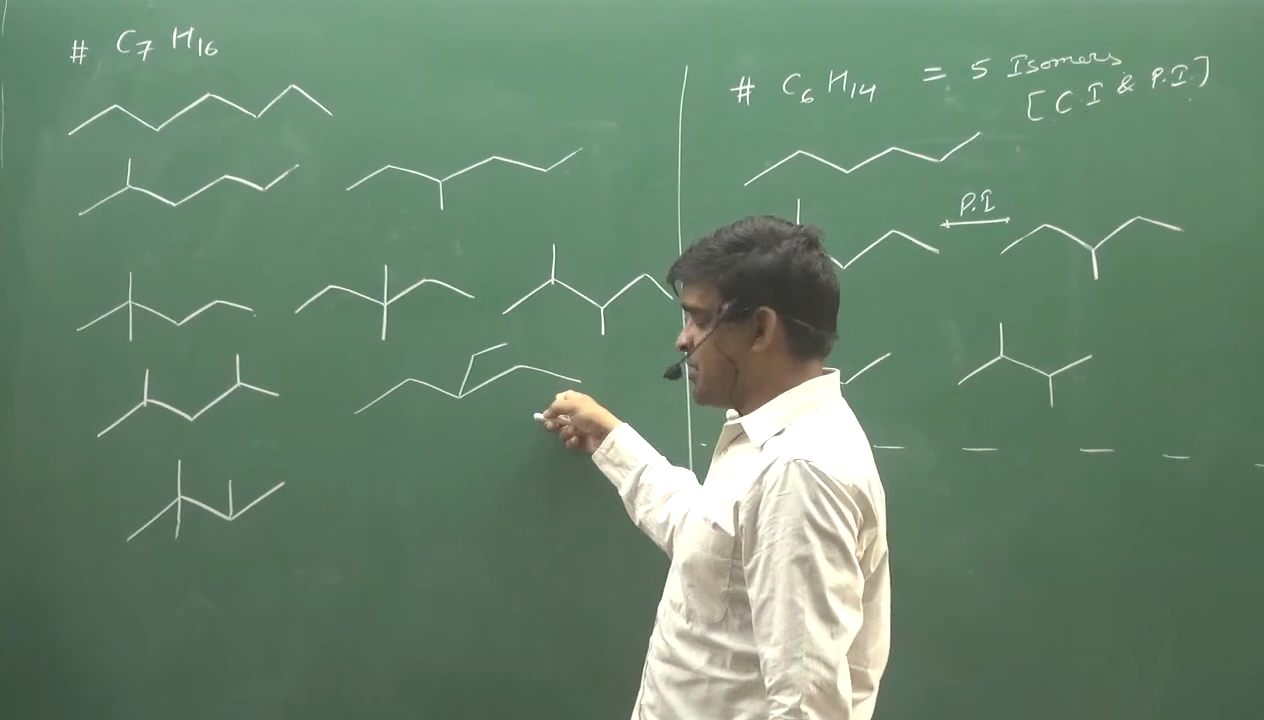 # C₇ H₁₆
# C₆ H₁₄ = 5 Isomers
[C.I & P.I.]
P.I